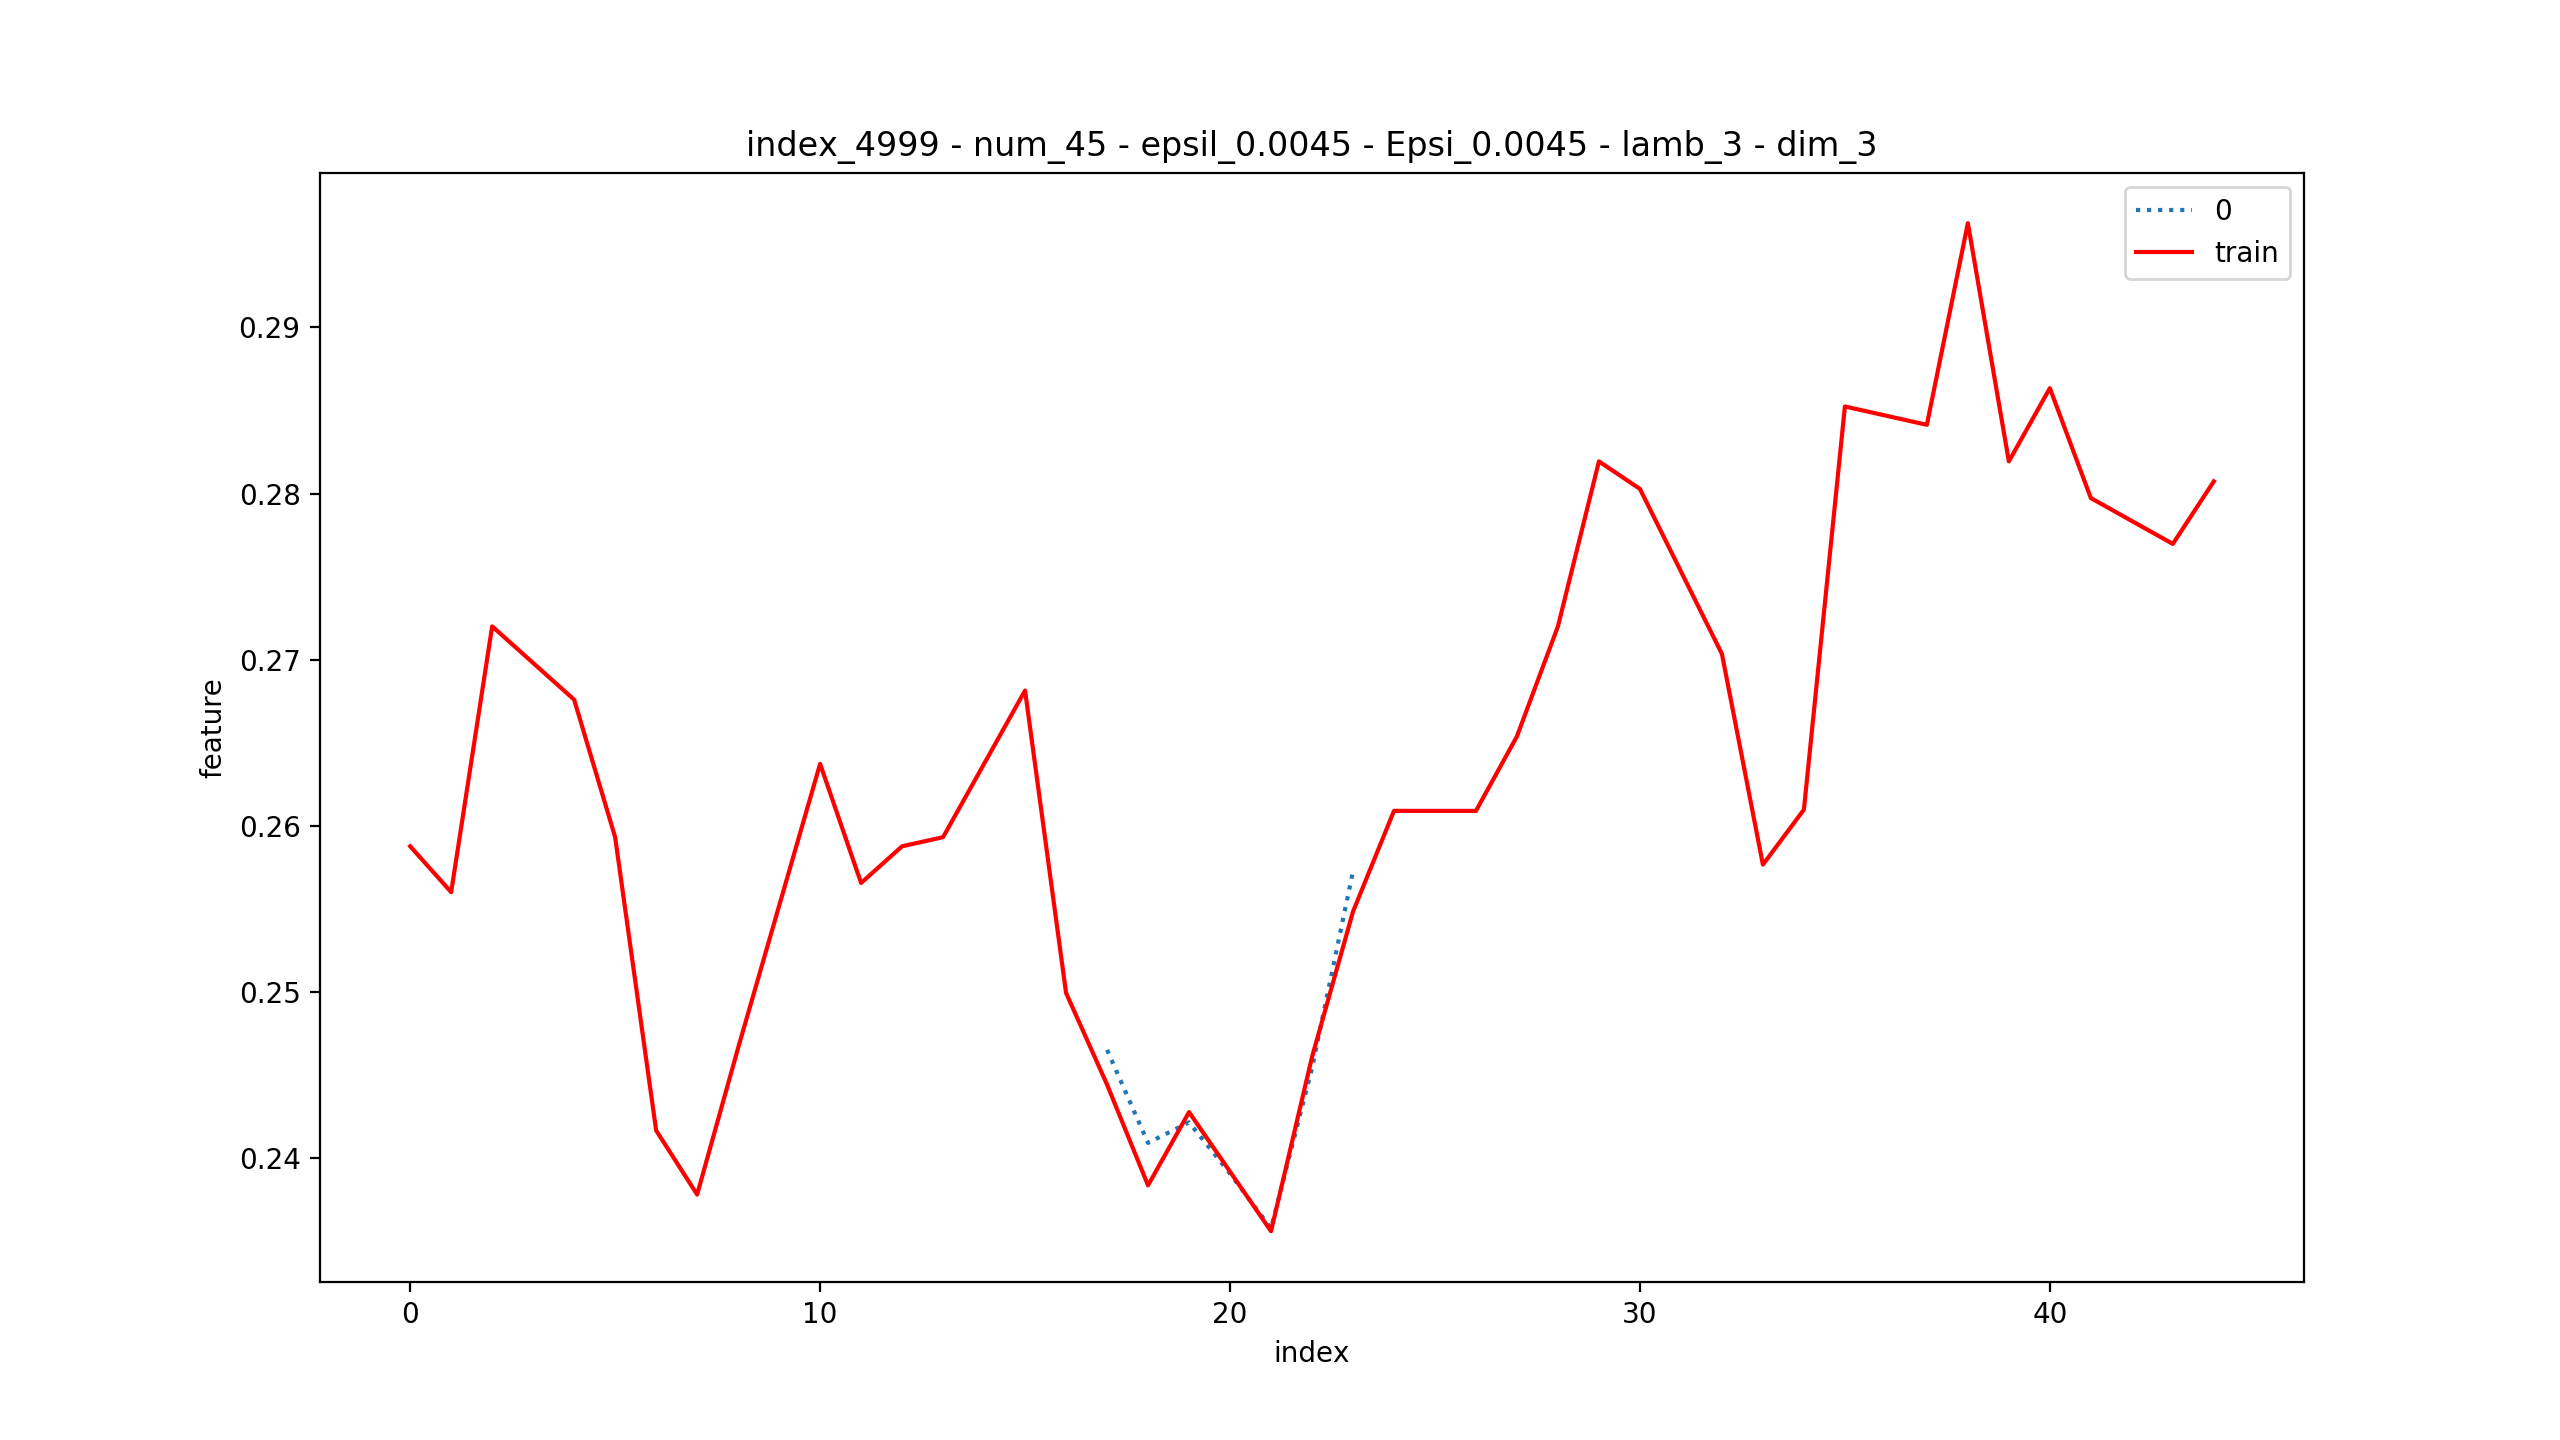 index_4999 - num_45 - epsil_0.0045 - Epsi_0.0045 - lamb_3 - dim_3
0
train
0.29
0.28
0.27
0.26
0.25
0.24
feature
0 10 20 30 40
index